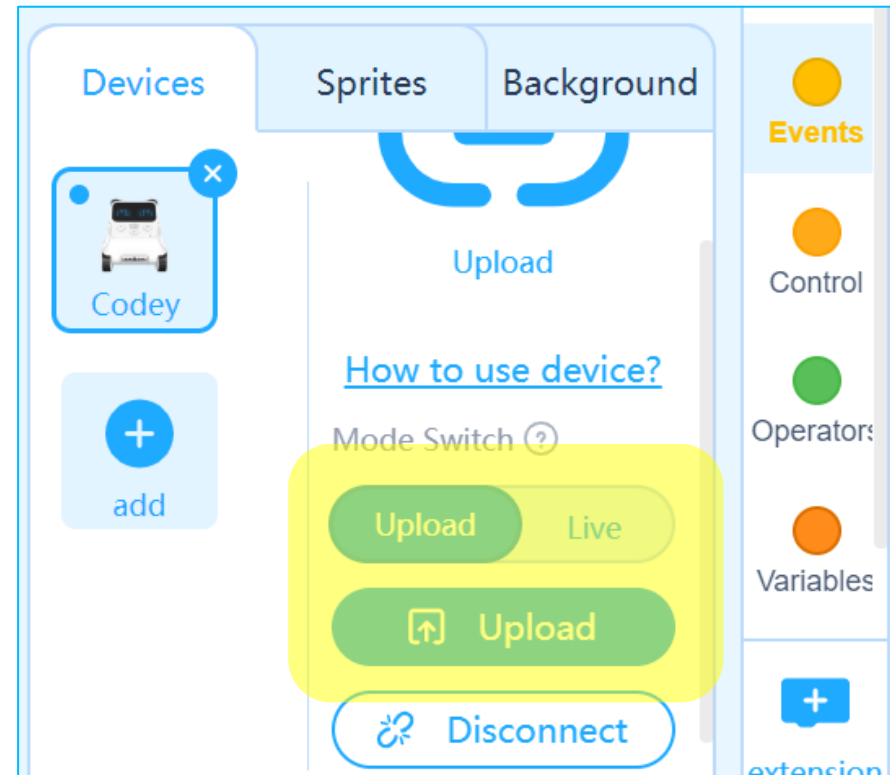 Devices
Sprites
Background
Codey
add
Upload
How to use device?
Mode Switch ?
Upload
Live
Upload
Disconnect
Events
Control
Operators
Variables
extension